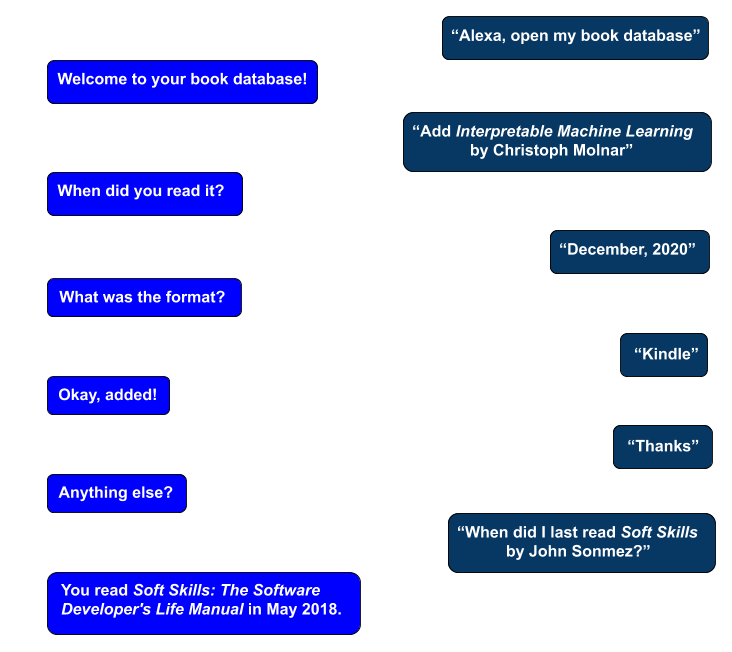 “Alexa, open my book database”
Welcome to your book database!
“Add Interpretable Machine Learning
by Christoph Molnar”
When did you read it?
“December, 2020”
What was the format?
“Kindle”
Okay, added!
“Thanks”
Anything else?
“When did I last read Soft Skills
by John Sonmez?”
You read Soft Skills: The Software
Developer's Life Manual in May 2018.